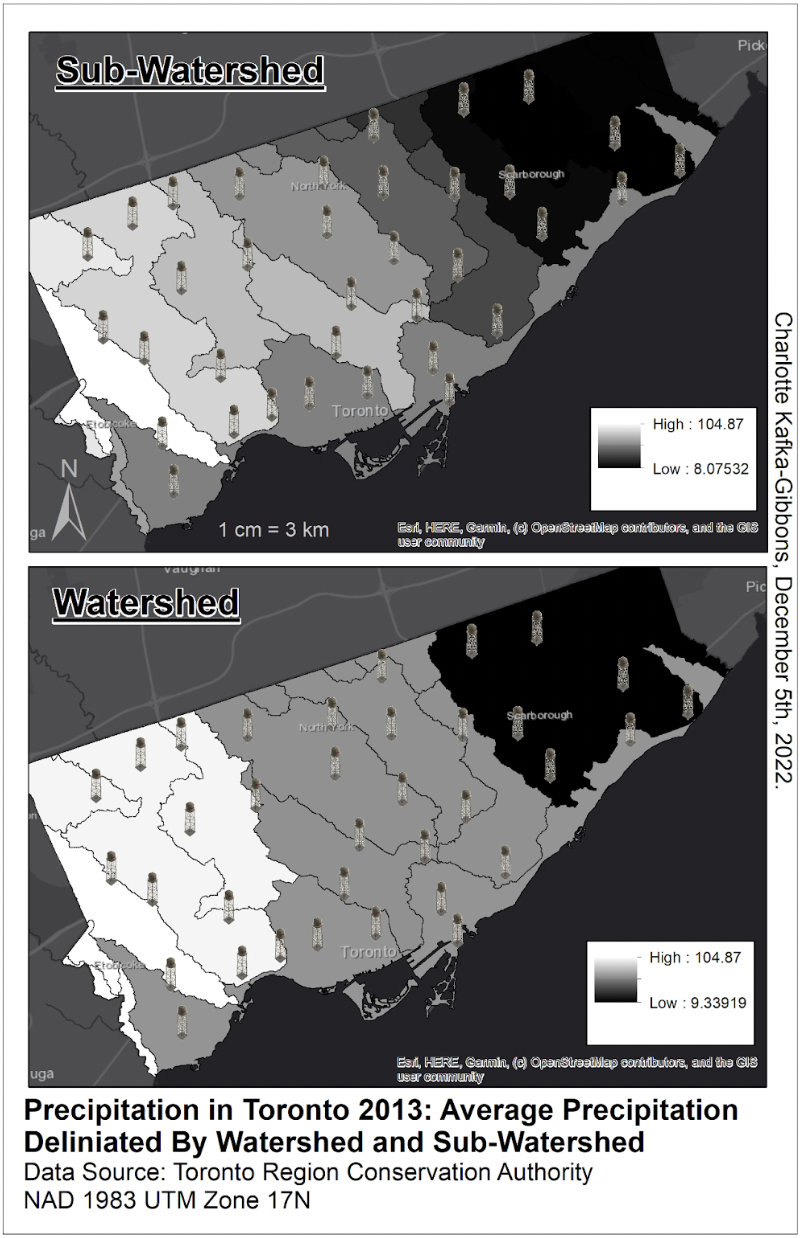 Sub-Watershed
Pick
North York
Scarborough
Etobicoke
Toronto
N
ga
1 cm = 3 km
High : 104.87
Low : 8.07532
Esri, HERE, Garmin, (c) OpenStreetMap contributors, and the GIS
user community
Vaughan
Watershed
Pic
North York
Scarborough
Etobicoke
Toronto
uga
High : 104.87
Low : 9.33919
Esri, HERE, Garmin, (c) OpenStreetMap contributors, and the GIS
user community
Charlotte Kafka-Gibbons, December 5th, 2022.
Precipitation in Toronto 2013: Average Precipitation
Deliniated By Watershed and Sub-Watershed
Data Source: Toronto Region Conservation Authority
NAD 1983 UTM Zone 17N